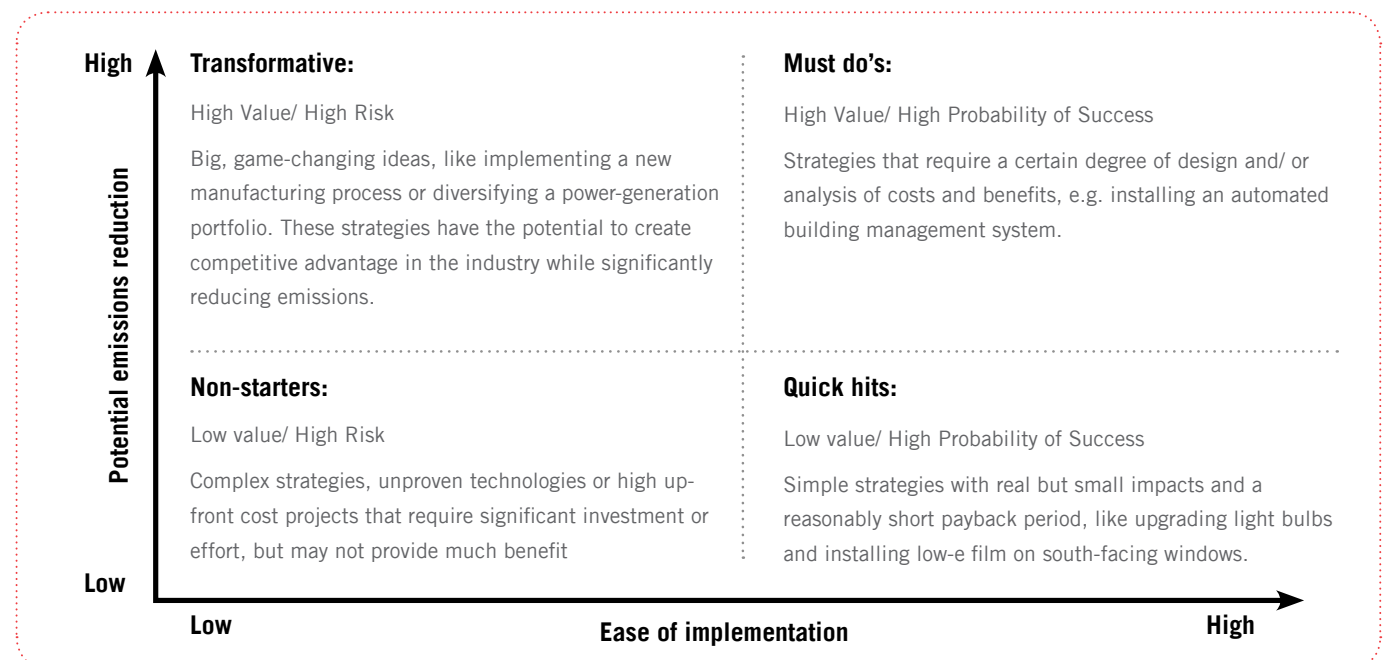 High
Transformative:
High Value/ High Risk
Big, game-changing ideas, like implementing a new
manufacturing process or diversifying a power-generation
portfolio. These strategies have the potential to create
competitive advantage in the industry while significantly
reducing emissions.
Must do's:
High Value/ High Probability of Success
Strategies that require a certain degree of design and/ or
analysis of costs and benefits, e.g. installing an automated
building management system.
Potential emissions reduction
Non-starters:
Low value/ High Risk
Complex strategies, unproven technologies or high up-
front cost projects that require significant investment or
effort, but may not provide much benefit
Quick hits:
Low value/ High Probability of Success
Simple strategies with real but small impacts and a
reasonably short payback period, like upgrading light bulbs
and installing low-e film on south-facing windows.
Low
Low
Ease of implementation
High